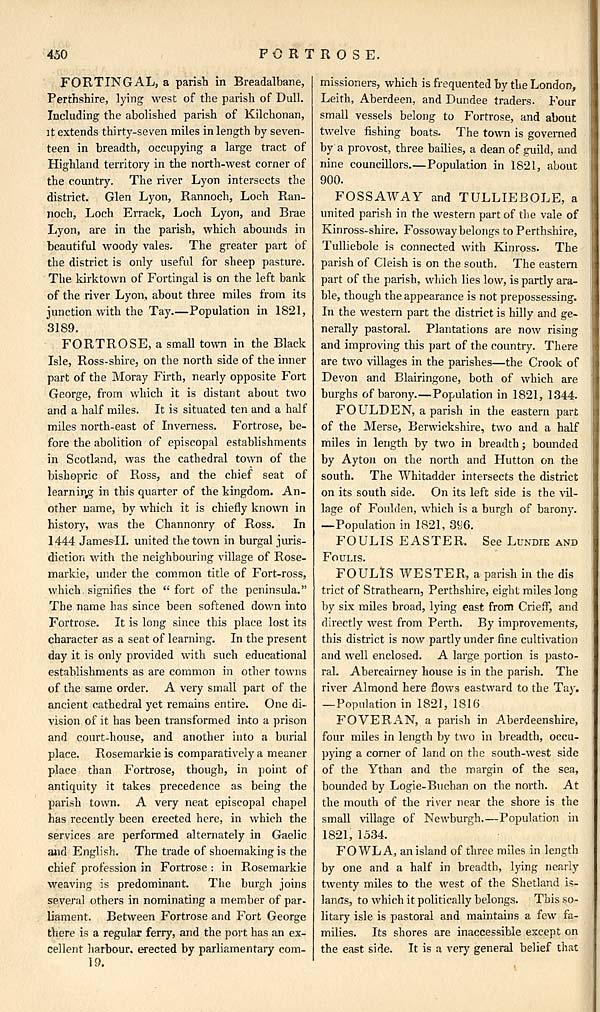 450
FORTROSE.
FORTINGAL, a parish in Breadalbane,
Perthshire, lying west of the parish of Dull.
Including the abolished parish of Kilchonan,
it extends thirty-seven miles in length by seven-
teen in breadth, occupying a large tract of
Highland territory in the north-west corner of
the country. The river Lyon intersects the
district. Glen Lyon, Rannoch, Loch Ran-
noch, Loch Errack, Loch Lyon, and Brae
Lyon, are in the parish, which abounds in
beautiful woody vales. The greater part of
the district is only useful for sheep pasture.
The kirktown of Fortingal is on the left bank
of the river Lyon, about three miles from its
junction with the Tay.—Population in 1821,
3189.
FORTROSE, a small town in the Black
Isle, Ross-shire, on the north side of the inner
part of the Moray Firth, nearly opposite Fort
George, from which it is distant about two
and a half miles. It is situated ten and a half
miles north-east of Inverness. Fortrose, be-
fore the abolition of episcopal establishments
in Scotland, was the cathedral town of the
bishopric of Ross, and the chief seat of
learning in this quarter of the kingdom. An-
other name, by which it is chiefly known in
history, was the Channonry of Ross. In
1444 James II. united the town in burgal juris-
diction with the neighbouring village of Rose-
markie, under the common title of Fort-ross,
which signifies the " fort of the peninsula."
The name has since been softened down into
Fortrose. It is long since this place lost its
character as a seat of learning. In the present
day it is only provided with such educational
establishments as are common in other towns
of the same order. A very small part of the
ancient cathedral yet remains entire. One di-
vision of it has been transformed into a prison
and court-house, and another into a burial
place. Rosemarkie is comparatively a meaner
place than Fortrose, though, in point of
antiquity it takes precedence as being the
parish town. A very neat episcopal chapel
has recently been erected here, in which the
services are performed alternately in Gaelic
and English. The trade of shoemaking is the
chief profession in Fortrose : in Rosemarkie
weaving is predominant. The burgh joins
several others in nominating a member of par-
liament. Between Fortrose and Fort George
there is a regular ferry, and the port has an ex-
cellent harbour, erected by parliamentary com-
19.
missioners, which is frequented by the London,
Leith, Aberdeen, and Dundee traders. Four
small vessels belong to Fortrose, and about
twelve fishing boats. The town is governed
by a provost, three bailies, a dean of guild, and
nine councillors.—Population in 1821, about
900.
FOSSAWAY and TULLIEBOLE, a
united parish in the western part of the vale of
Kinross-shire. Fossoway belongs to Perthshire,
Tulliebole is connected with Kinross. The
parish of Cleish is on the south. The eastern
part of the parish, which lies low, is partly ara-
ble, though the appearance is not prepossessing.
In the western part the district is hilly and ge-
nerally pastoral. Plantations are now rising
and improving this part of the country. There
are two villages in the parishes—the Crook of
Devon and Blairingone, both of which are
burghs of barony.—Population in 1821, 1344.
FOULDEN, a parish in the eastern part
of the Merse, Berwickshire, two and a half
miles in length by two in breadth ; bounded
by Ayton on the north and Hutton on the
south. The Whitadder intersects the district
on its south side. On its left side is the vil-
lage of Foulden, which is a burgh of barony.
—Population in 1821, 396.
FOULIS EASTER. See LUNDIE AND
FOULIS.
FOULIS WESTER, a parish in the dis
trict of Strathearn, Perthshire, eight miles long
by six miles broad, lying east from Crieff, and
directly west from Perth. By improvements,
this district is now partly under fine cultivation
and well enclosed. A large portion is pasto-
ral. Abercairney house is in the parish. The
river Almond here flows eastward to the Tay.
—Population in 1821, 1816
FOVERAN, a parish in Aberdeenshire,
four miles in length by two in breadth, occu-
pying a corner of land on the south-west side
of the Ythan and the margin of the sea,
bounded by Logie-Buchan on the north. At
the mouth of the river near the shore is the
small village of Newburgh.—Population in
1821, 1534.
FOWLA, an island of three miles in length
by one and a half in breadth, lying nearly
twenty miles to the west of the Shetland is-
lands, to which it politically belongs. This so-
litary isle is pastoral and maintains a few fa-
milies. Its shores are inaccessible except on
the east side. It is a very general belief that